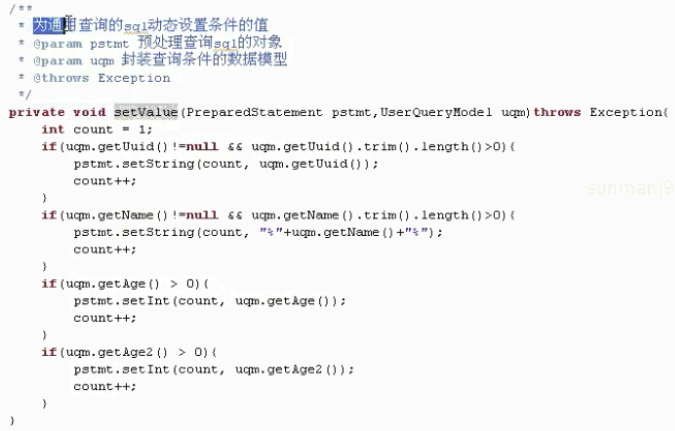 /**
 * 为通用查询的sql动态设置条件的值
 * @param pstmt 预处理查询sql的对象
 * @param uqm 封装查询条件的数据模型
 * @throws Exception
 */
private void setValue(PreparedStatement pstmt,UserQueryModel uqm)throws Exception{
    int count = 1;
    if(uqm.getUuid()!=null && uqm.getUuid().trim().length()>0){
        pstmt.setString(count, uqm.getUuid());
        count++;
    }
    if(uqm.getName()!=null && uqm.getName().trim().length()>0){
        pstmt.setString(count, "%"+uqm.getName()+"%");
        count++;
    }
    if(uqm.getAge() > 0){
        pstmt.setInt(count, uqm.getAge());
        count++;
    }
    if(uqm.getAge2() > 0){
        pstmt.setInt(count, uqm.getAge2());
        count++;
    }
}